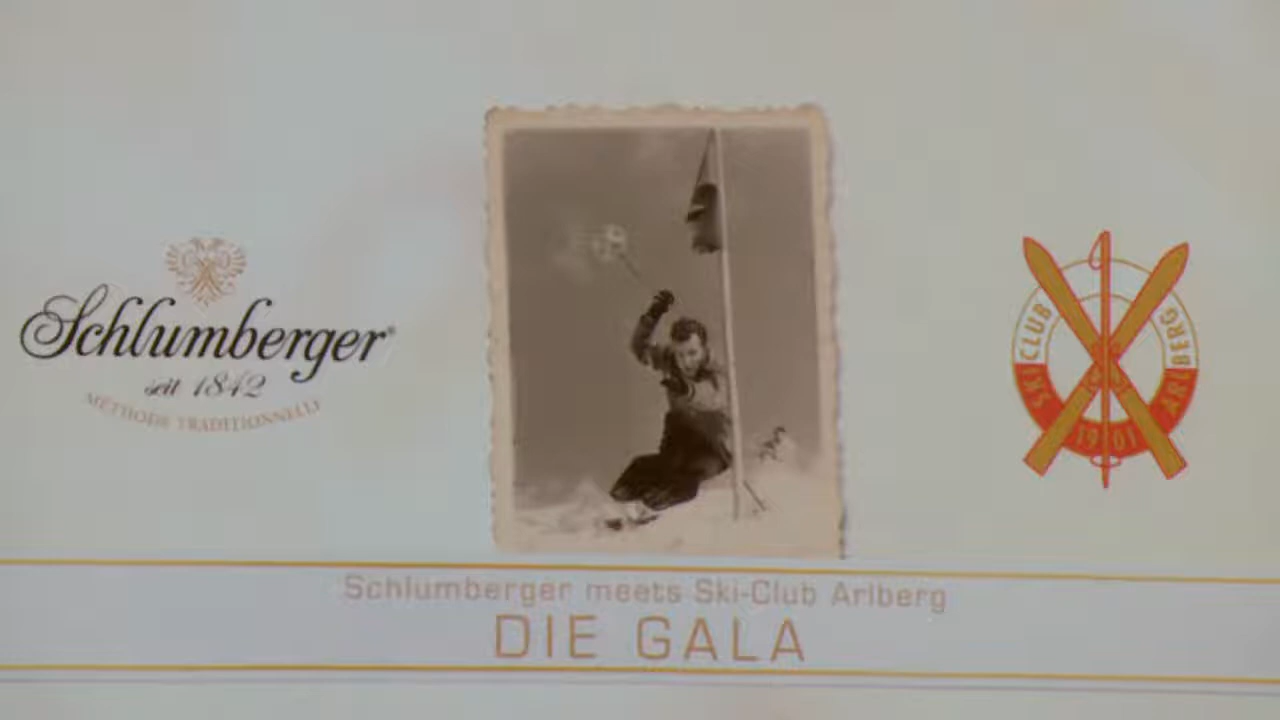 Schlumberger®
seit 1842
MÉTHODE TRADITIONNELLE
SKI CLUB ARLBERG
1901
Schlumberger meets Ski-Club Arlberg
DIE GALA